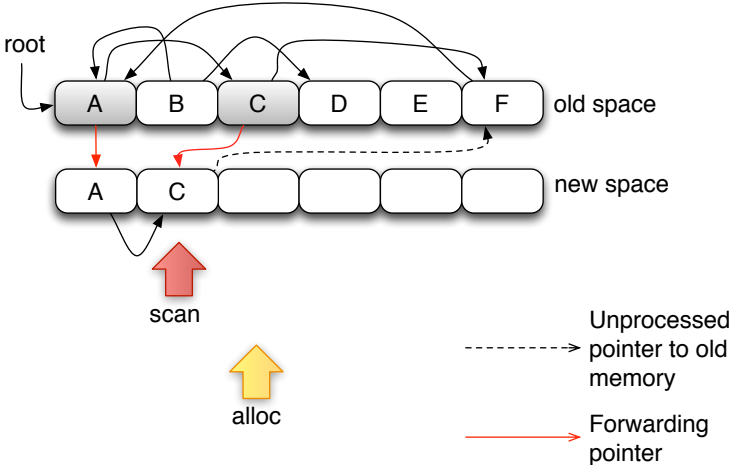 root
A B C D E F old space
A C new space
scan
alloc
Unprocessed
pointer to old
memory
Forwarding
pointer